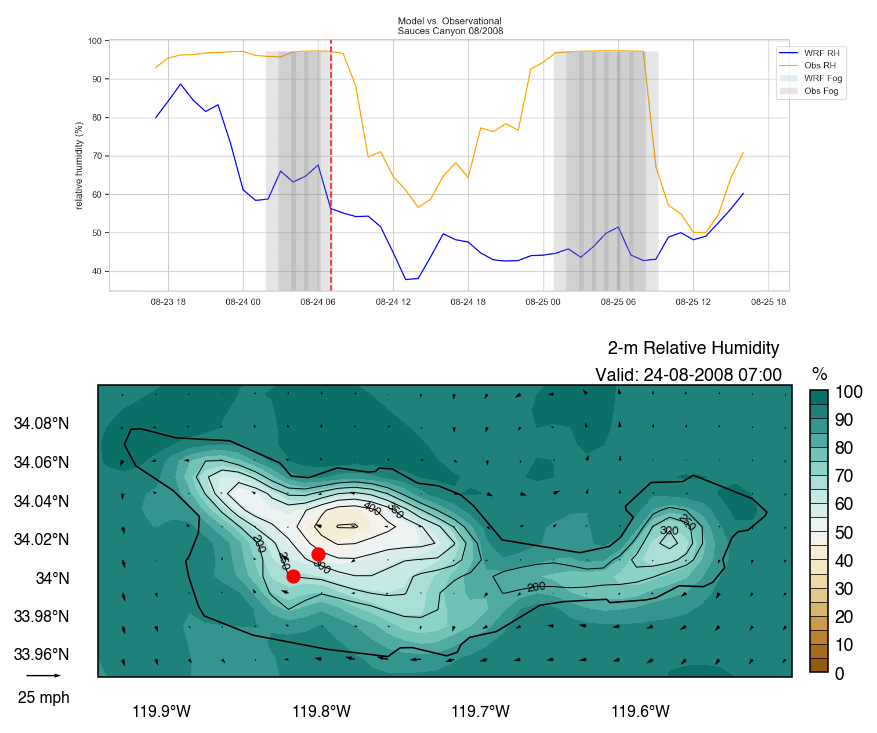 Model vs. Observational
Sauces Canyon 08/2008
relative humidity (%)
100
90
80
70
60
50
40
08-23 18
08-24 00
08-24 06
08-24 12
08-24 18
08-25 00
08-25 06
08-25 12
08-25 18
WRF RH
Obs RH
WRF Fog
Obs Fog
2-m Relative Humidity
Valid: 24-08-2008 07:00
%
34.08°N
34.06°N
34.04°N
34.02°N
34°N
33.98°N
33.96°N
25 mph
119.9°W
119.8°W
119.7°W
119.6°W
400
350
200
250
300
200
300
250
100
90
80
70
60
50
40
30
20
10
0